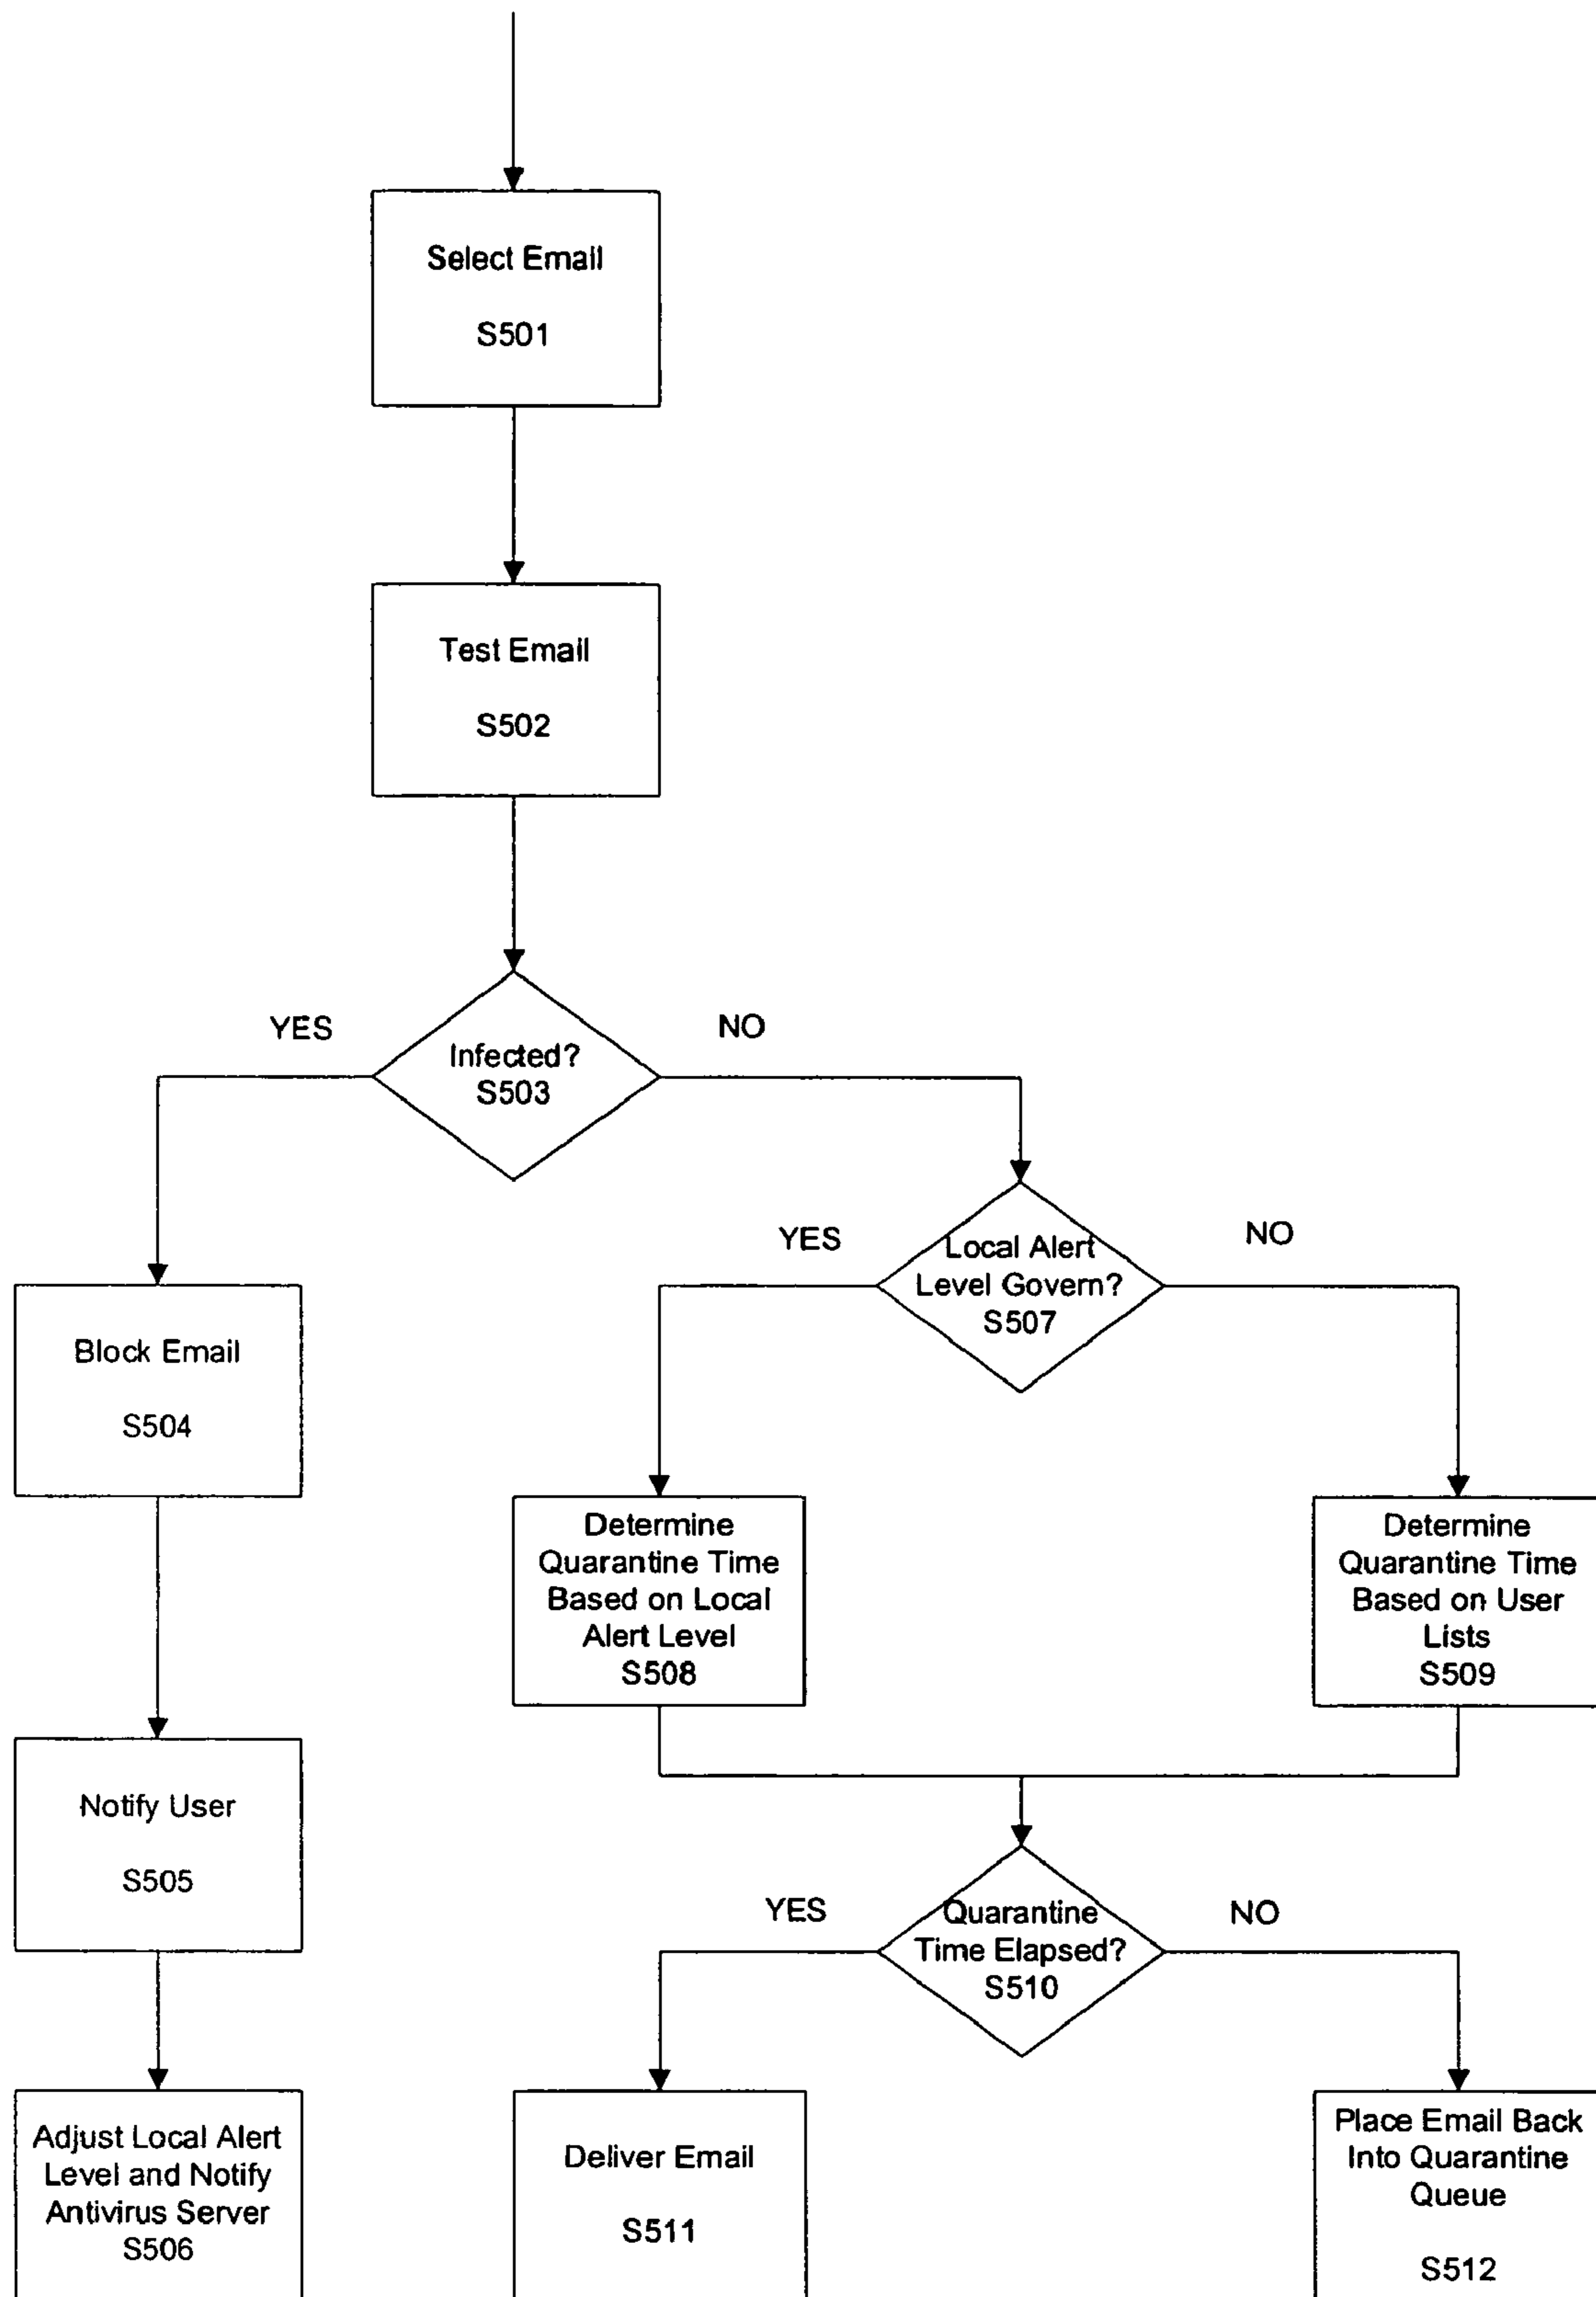 Select Email
S501
Test Email
S502
YES
NO
Infected?
S503
YES
NO
Local Alert
Level Govern?
S507
Block Email
S504
Determine
Quarantine Time
Based on Local
Alert Level
S508
Determine
Quarantine Time
Based on User
Lists
S509
Notify User
S505
YES
NO
Quarantine
Time Elapsed?
S510
Adjust Local Alert
Level and Notify
Antivirus Server
S506
Deliver Email
S511
Place Email Back
Into Quarantine
Queue
S512